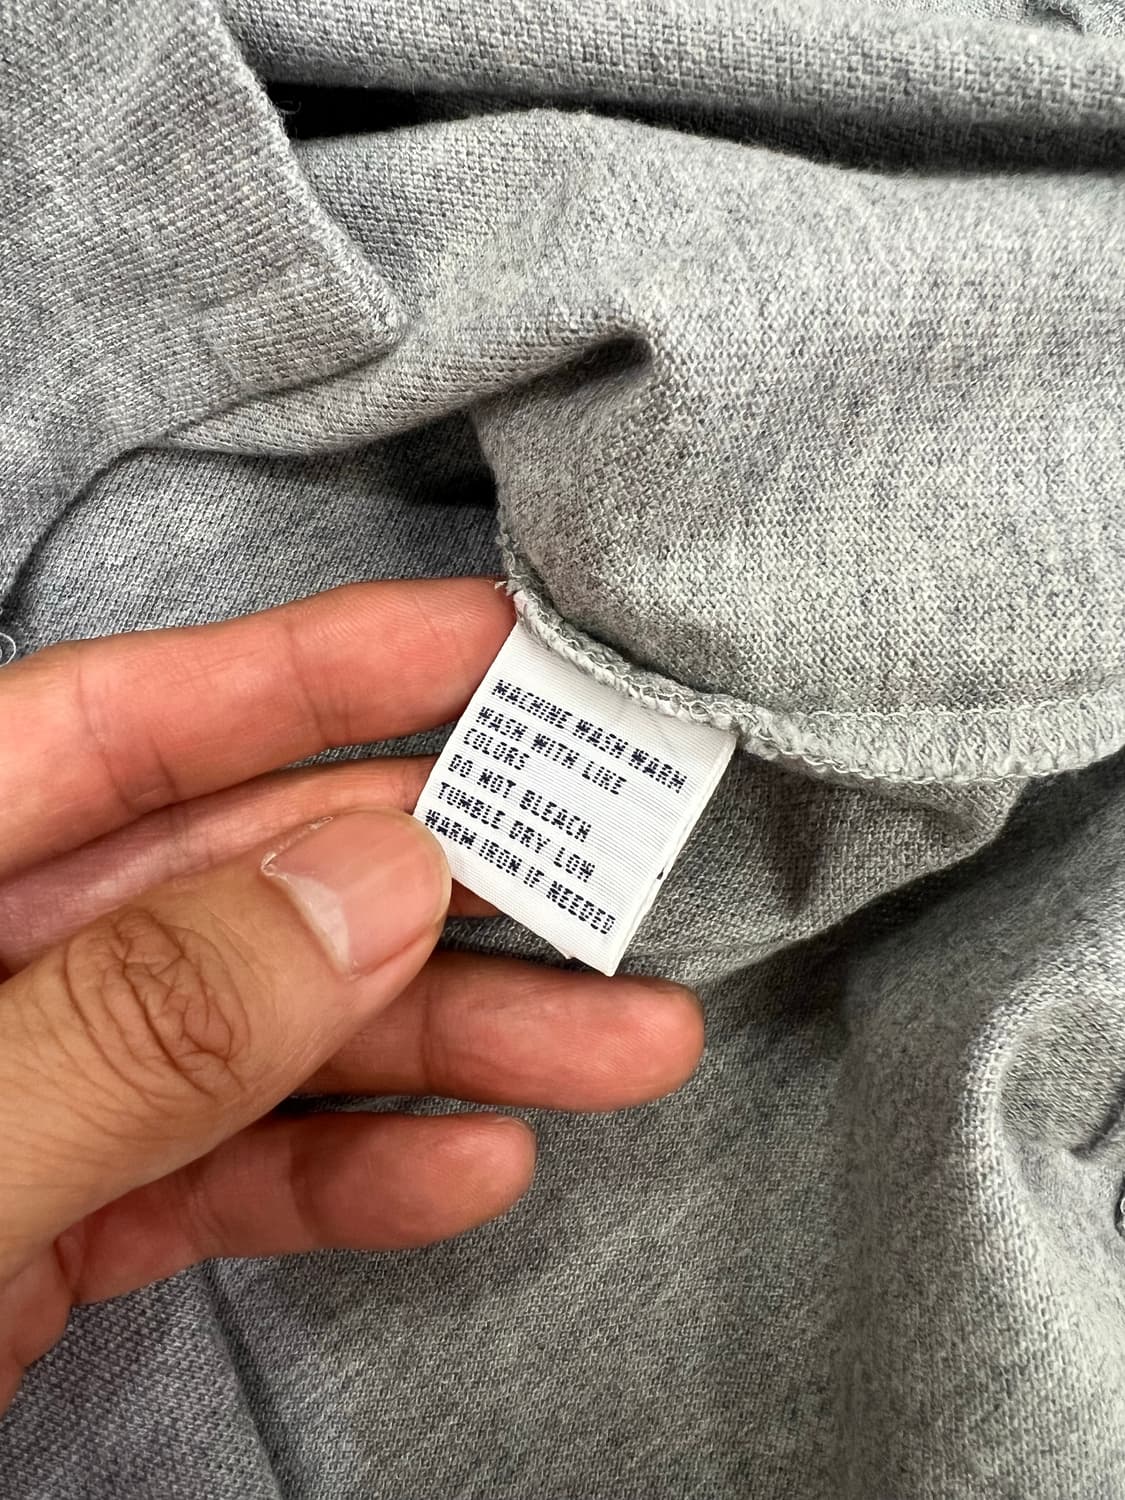 MACHINE WASH WARM
WASH WITH LIKE
COLORS
DO NOT BLEACH
TUMBLE DRY LOW
WARM IRON IF NEEDED